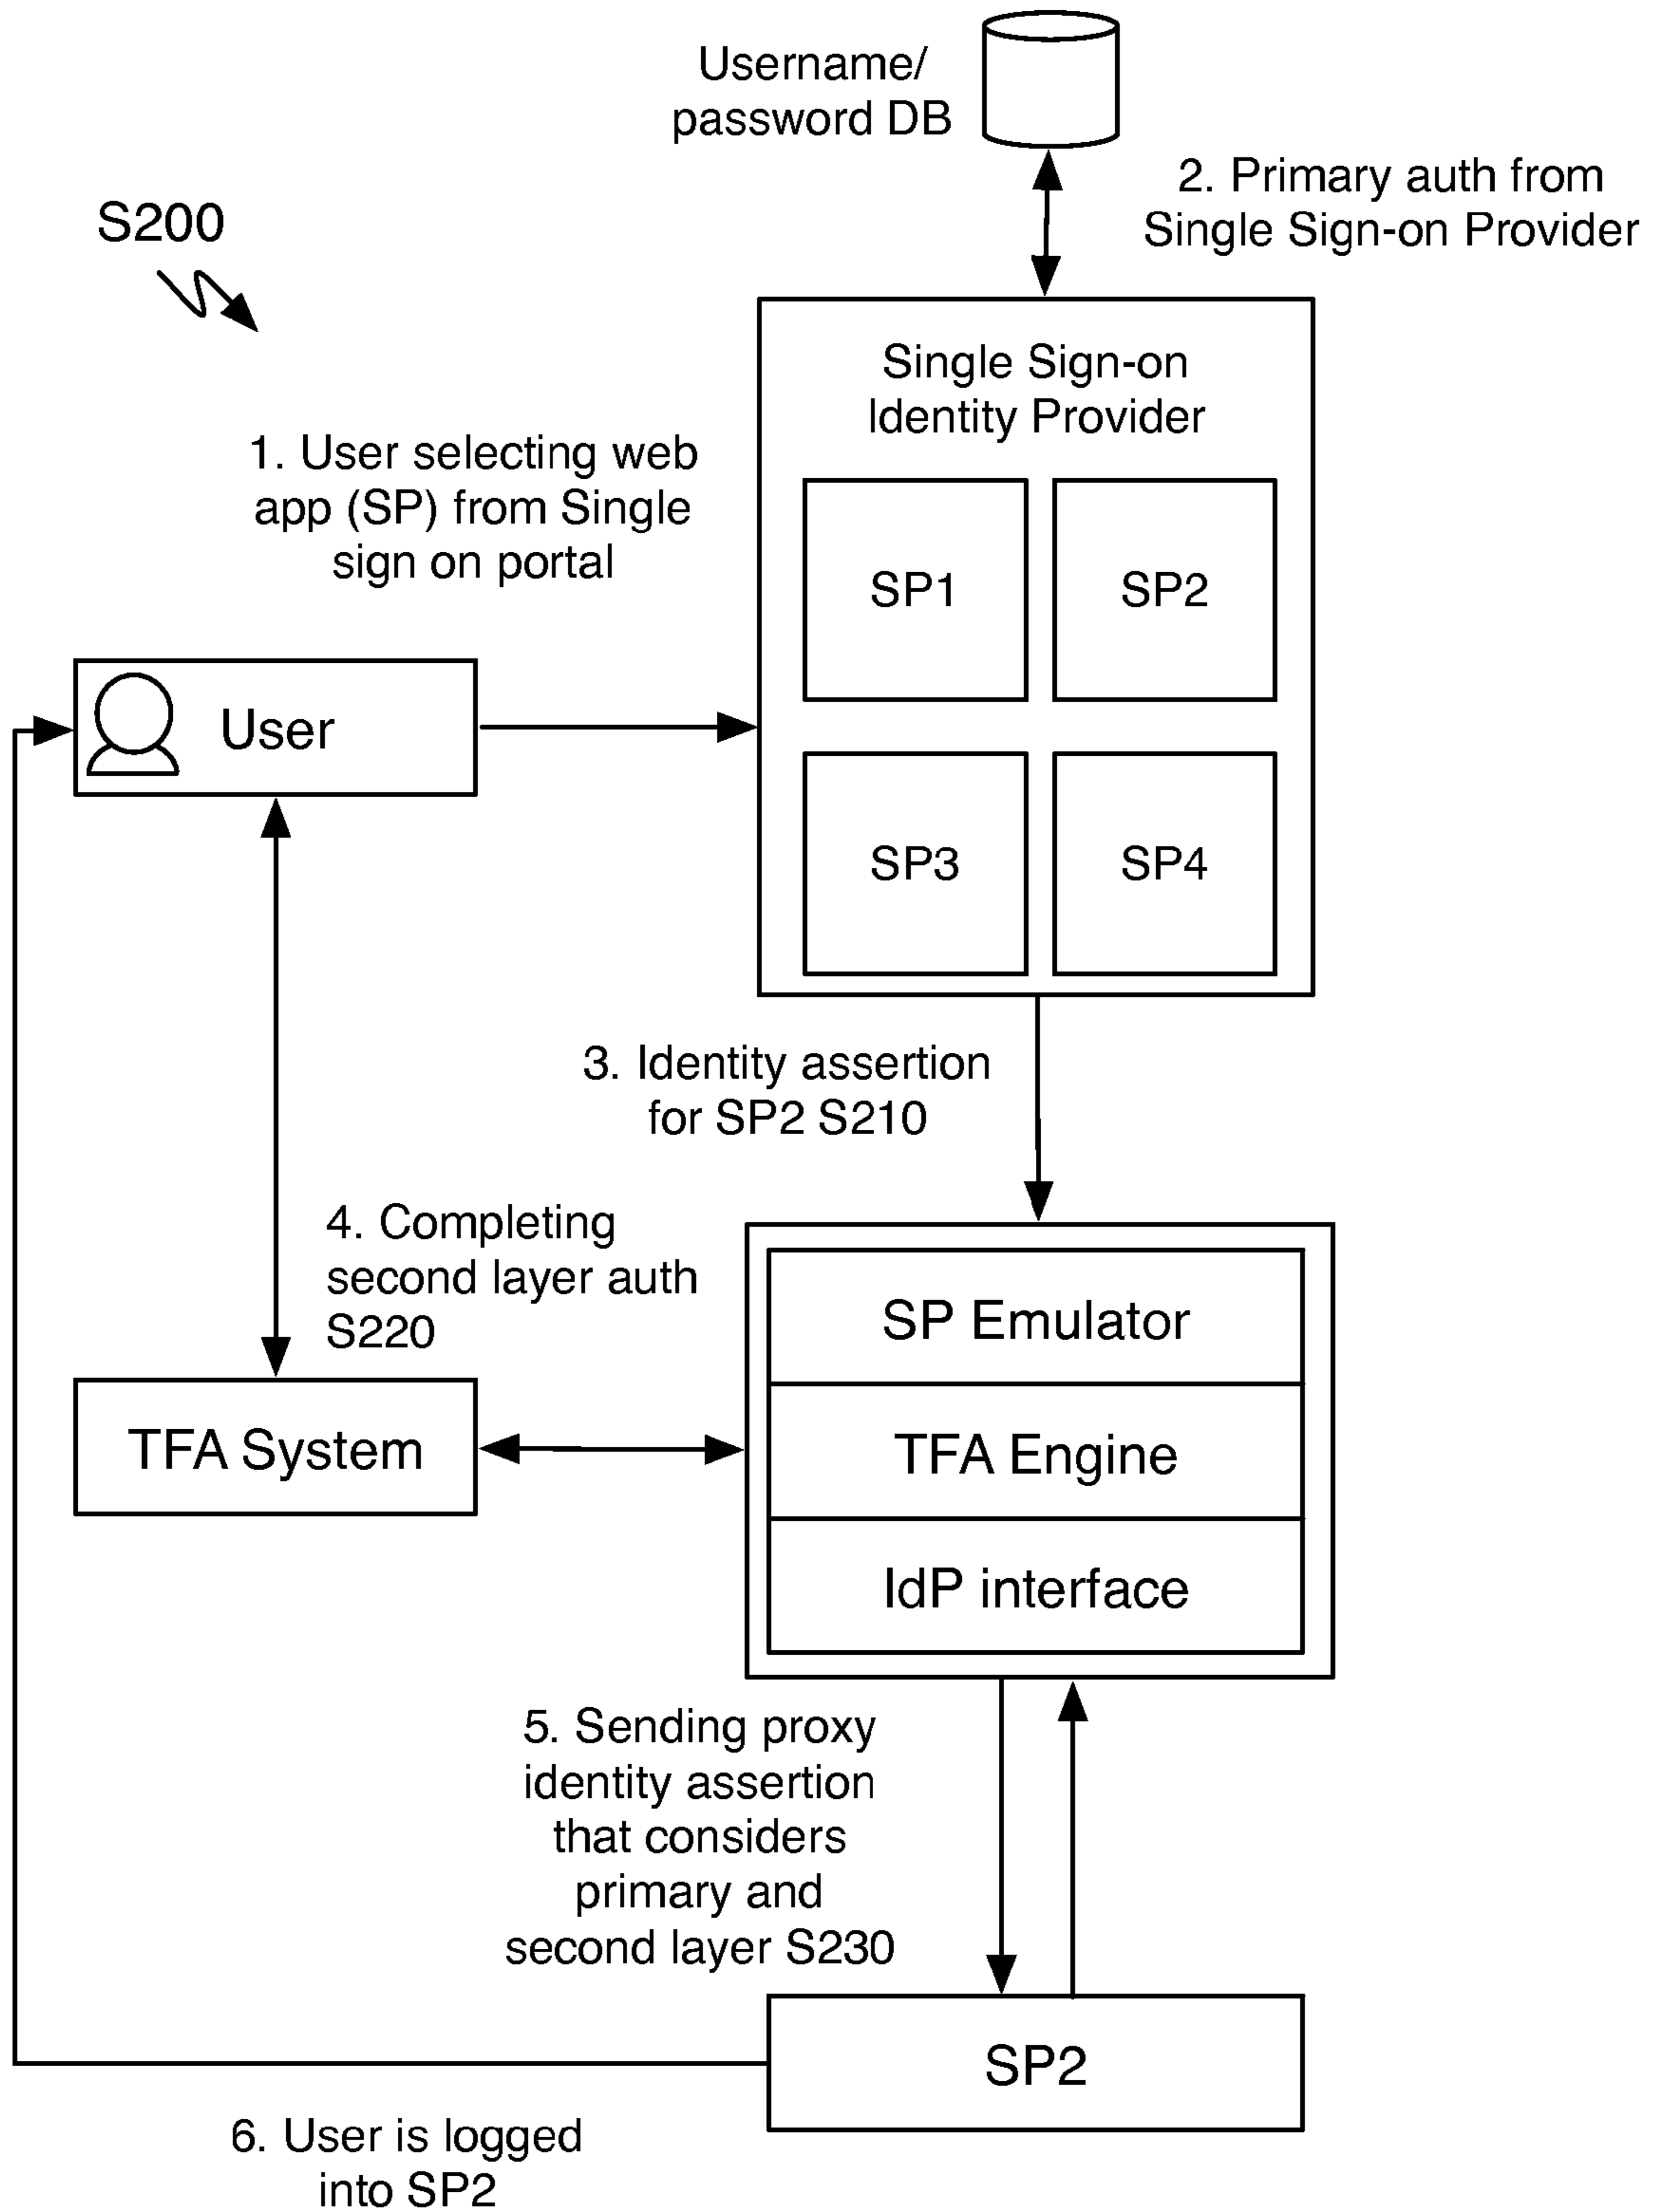 Username/
password DB
2. Primary auth from
Single Sign-on Provider
S200
Single Sign-on
Identity Provider
1. User selecting web
app (SP) from Single
sign on portal
SP1
SP2
User
SP3
SP4
3. Identity assertion
for SP2 S210
4. Completing
second layer auth
S220
SP Emulator
TFA System
TFA Engine
IdP interface
5. Sending proxy
identity assertion
that considers
primary and
second layer S230
SP2
6. User is logged
into SP2